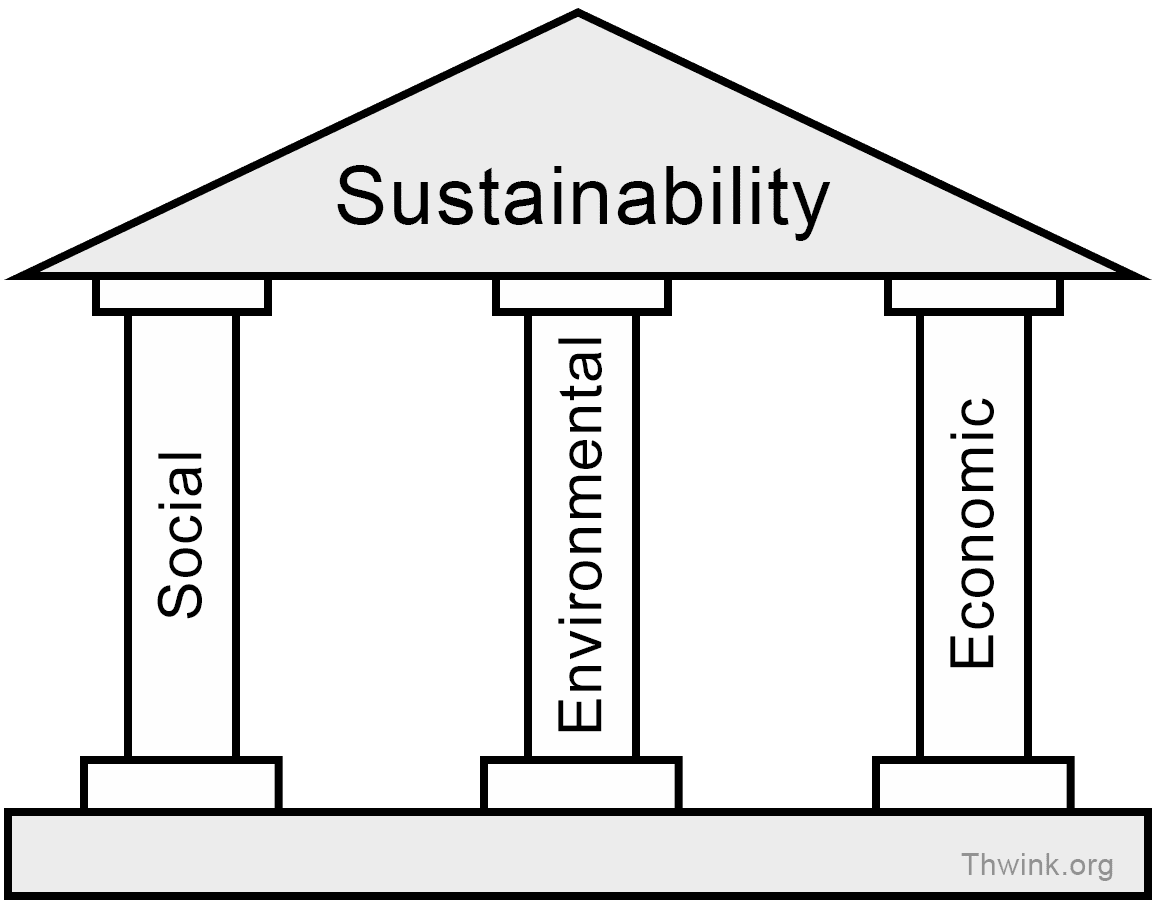 Sustainability
Social
Environmental
Economic
Thwink.org